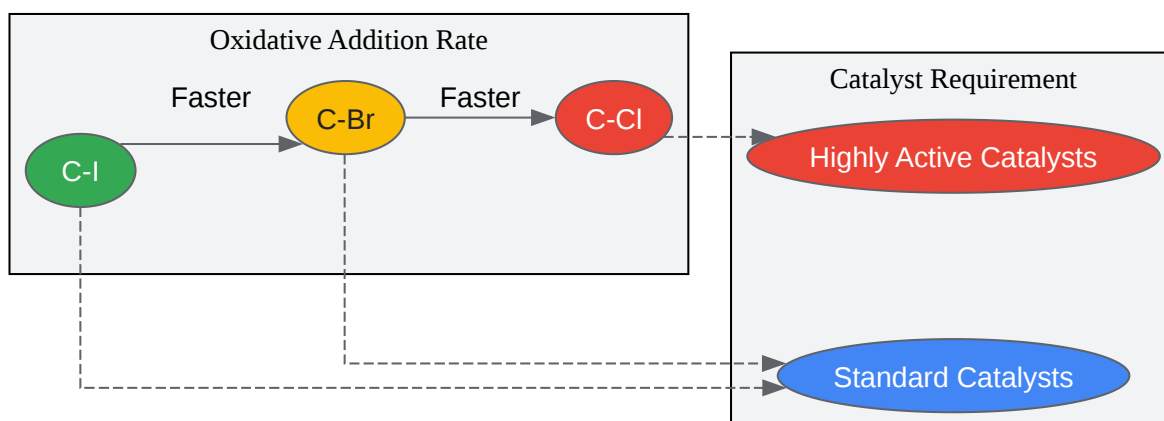 Oxidative Addition Rate
Faster
Faster
C-I
C-Br
C-Cl
Catalyst Requirement
Highly Active Catalysts
Standard Catalysts